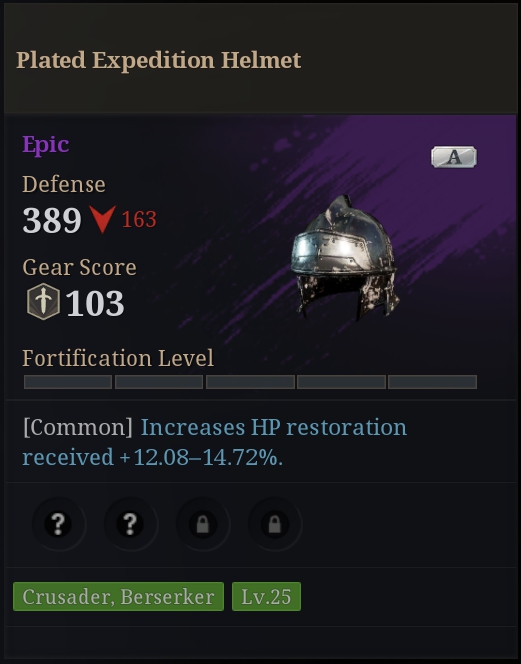 Plated Expedition Helmet
Epic
A
Defense
389 163
Gear Score
103
Fortification Level
[Common] Increases HP restoration
received +12.08–14.72%.
? ?
Crusader, Berserker Lv.25